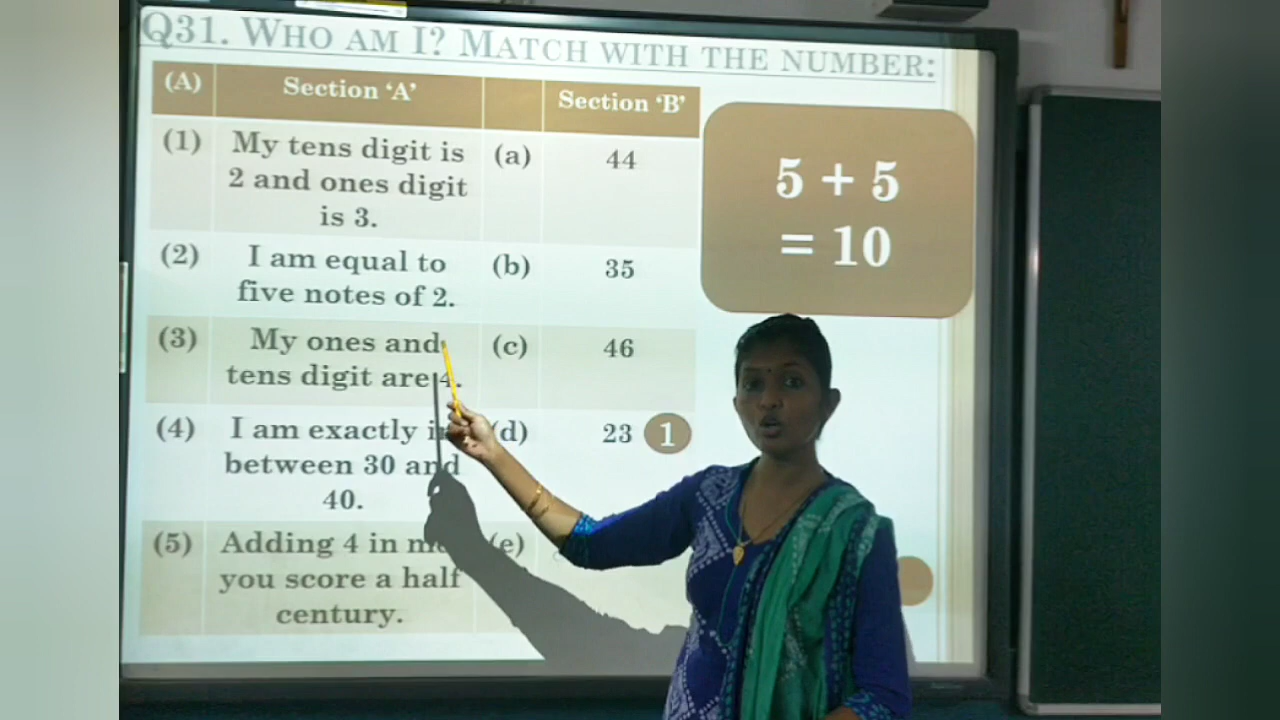 Q31. WHO AM I? MATCH WITH THE NUMBER:
(A) Section ‘A’ Section ‘B’
(1) My tens digit is (a) 44
2 and ones digit
is 3.
(2) I am equal to (b) 35
five notes of 2.
(3) My ones and (c) 46
tens digit are 4.
(4) I am exactly (d) 23 1
between 30 and
40.
(5) Adding 4 in (e)
you score a half
century.
5 + 5
= 10